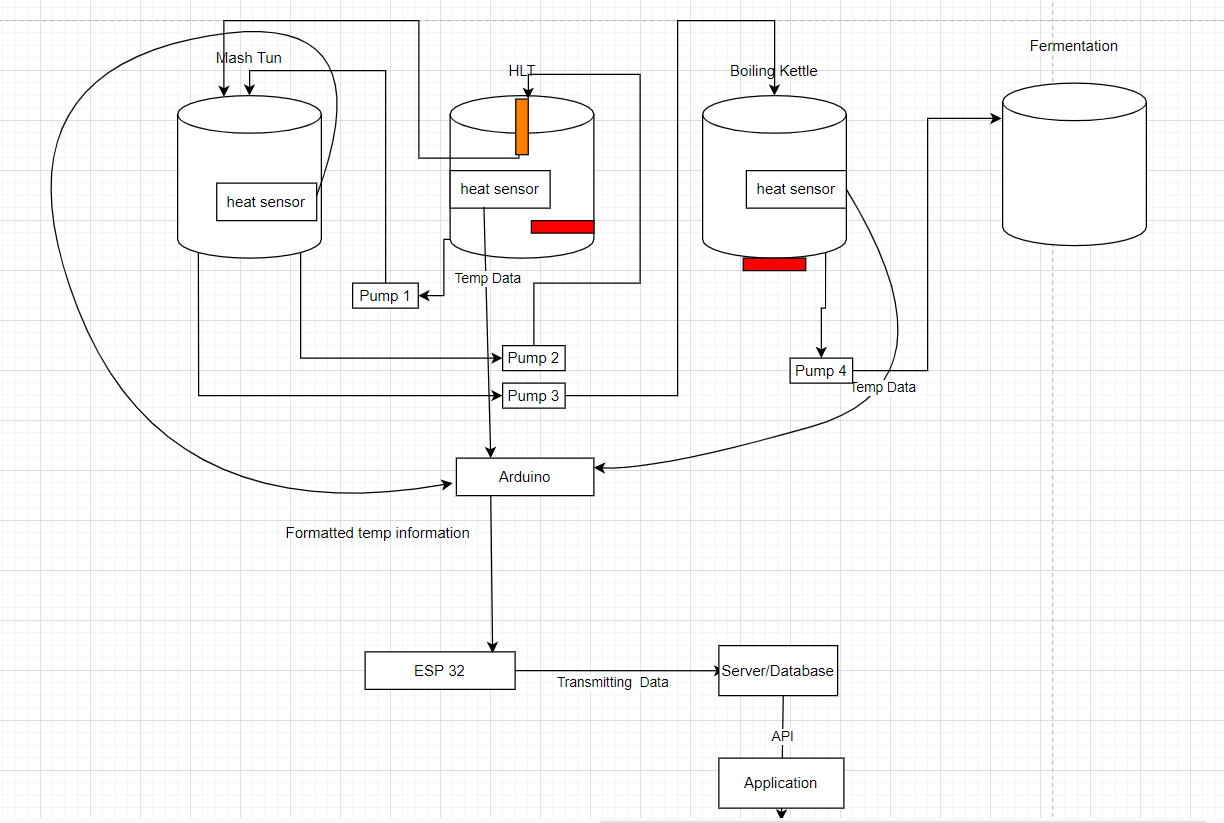 Fermentation
Mash Tun
HLT
Boiling Kettle
heat sensor
heat sensor
heat sensor
Temp Data
Pump 1
Pump 2
Pump 4
Temp Data
Pump 3
Arduino
Formatted temp information
ESP 32
Server/Database
Transmitting Data
API
Application